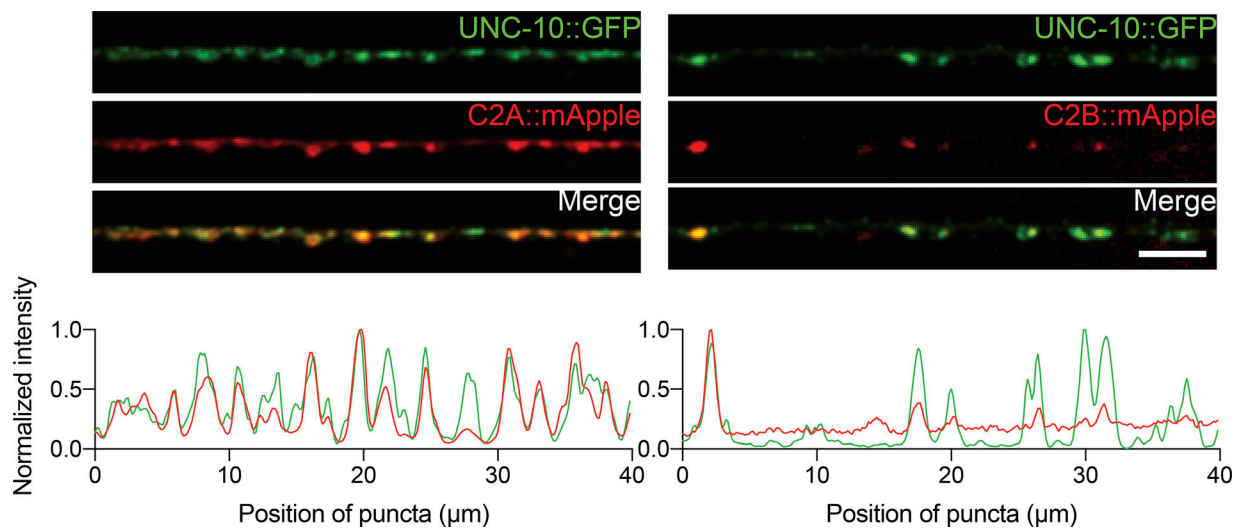 UNC-10::GFP
UNC-10::GFP
C2A::mApple
C2B::mApple
Merge
Merge
Normalized intensity
1.0
0.5
0.0
0 10 20 30 40
Position of puncta (µm)
1.0
0.5
0.0
0 10 20 30 40
Position of puncta (µm)